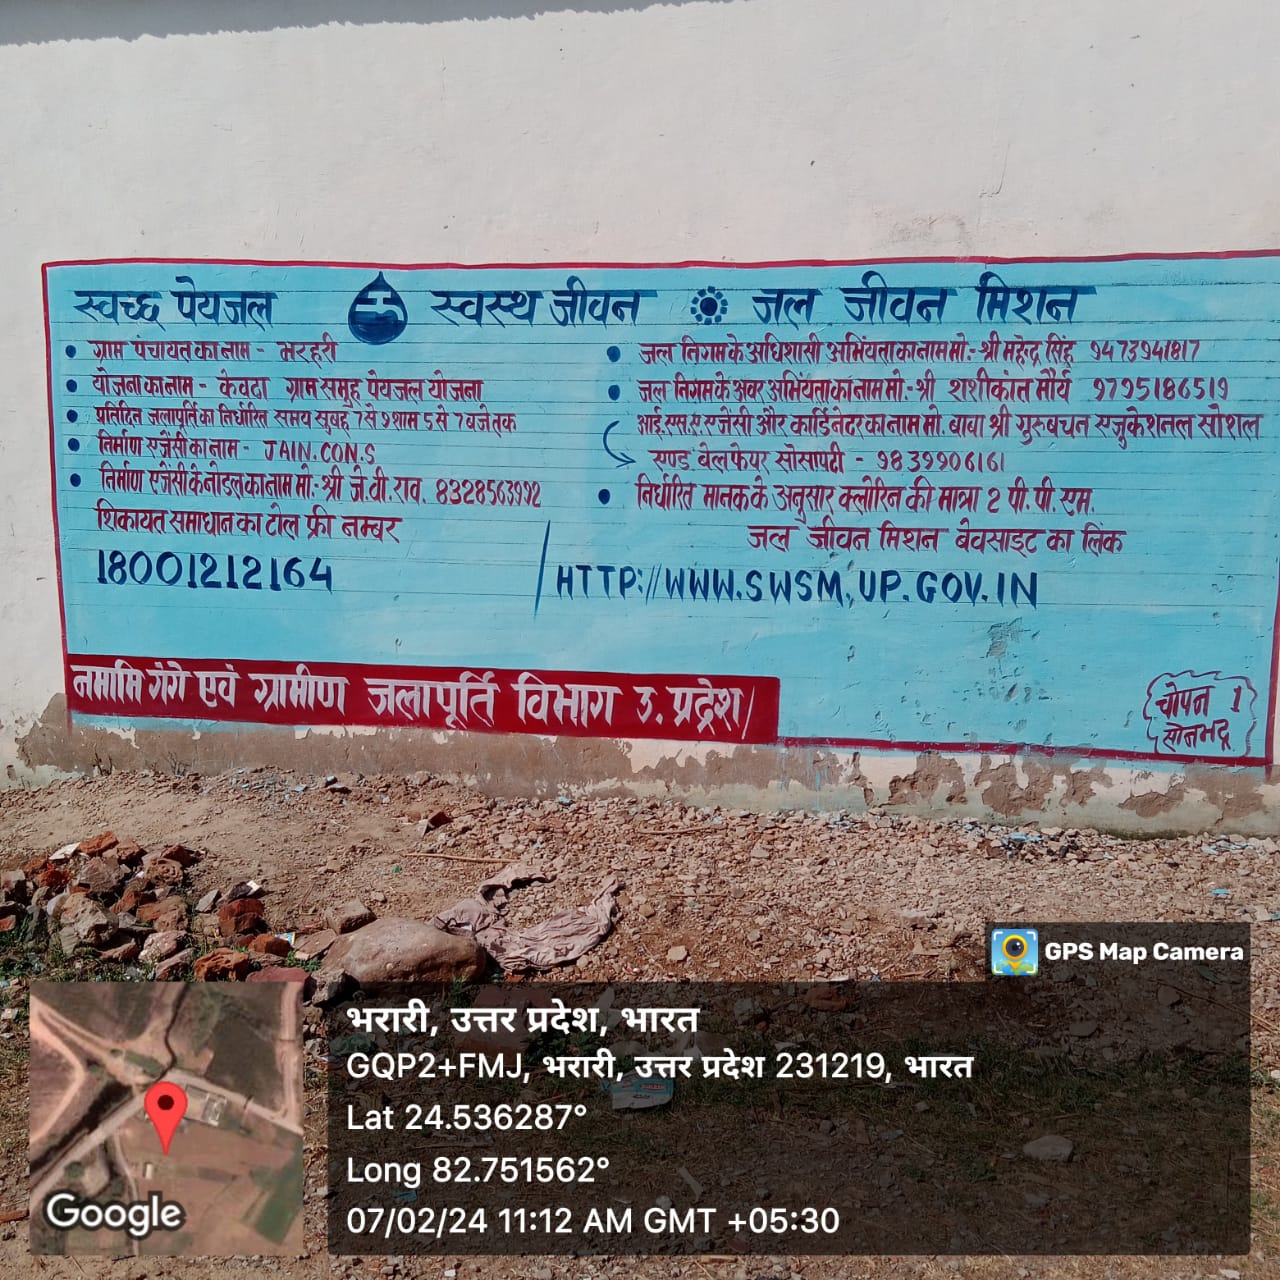 स्वच्छ पेयजल स्वस्थ जीवन जल जीवन मिशन
• ग्राम पंचायत का नाम - भरहरी
• योजना का नाम - केवटा ग्राम समूह पेयजल योजना
• प्रतिदिन जलापूर्ति का निर्धारित समय सुबह 7 से 9 शाम 5 से 7 बजे तक
• निर्माण एजेंसी का नाम - JAIN.CON.S
• निर्माण एजेंसी के नोडल का नाम मो.- श्री जे.वी.राव. 8328563992
शिकायत समाधान का टोल फ्री नम्बर
18001212164
• जल निगम के अधिशासी अभियंता का नाम मो.- श्री महेन्द्र सिंह 9473941817
• जल निगम के अवर अभियंता का नाम मो.- श्री शशीकांत मौर्य 9795186519
आई.एस.ए एजेंसी और कार्डिनेटर का नाम मो. बाबा श्री गुरुबचन एजुकेशनल सोशल
एण्ड वेलफेयर सोसायटी - 9839906161
• निर्धारित मानक के अनुसार क्लोरिन की मात्रा 2 पी.पी.एम.
जल जीवन मिशन वेवसाइट का लिंक
HTTP://WWW.SWSM.UP.GOV.IN
नमामि गंगे एवं ग्रामीण जलापूर्ति विभाग उ. प्रदेश/
चोपन 1
सोनभद्र
GPS Map Camera
भरारी, उत्तर प्रदेश, भारत
GQP2+FMJ, भरारी, उत्तर प्रदेश 231219, भारत
Lat 24.536287°
Long 82.751562°
07/02/24 11:12 AM GMT +05:30
Google